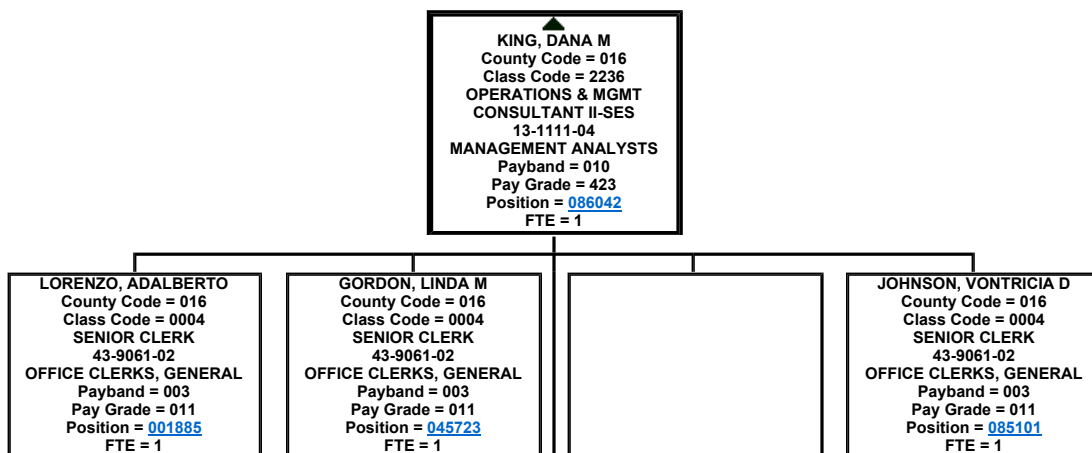 KING, DANA M
County Code = 016
Class Code = 2236
OPERATIONS & MGMT
CONSULTANT II-SES
13-1111-04
MANAGEMENT ANALYSTS
Payband = 010
Pay Grade = 423
Position = 086042
FTE = 1
LORENZO, ADALBERTO
County Code = 016
Class Code = 0004
SENIOR CLERK
43-9061-02
OFFICE CLERKS, GENERAL
Payband = 003
Pay Grade = 011
Position = 001885
FTE = 1
GORDON, LINDA M
County Code = 016
Class Code = 0004
SENIOR CLERK
43-9061-02
OFFICE CLERKS, GENERAL
Payband = 003
Pay Grade = 011
Position = 045723
FTE = 1
JOHNSON, VONTRICIA D
County Code = 016
Class Code = 0004
SENIOR CLERK
43-9061-02
OFFICE CLERKS, GENERAL
Payband = 003
Pay Grade = 011
Position = 085101
FTE = 1